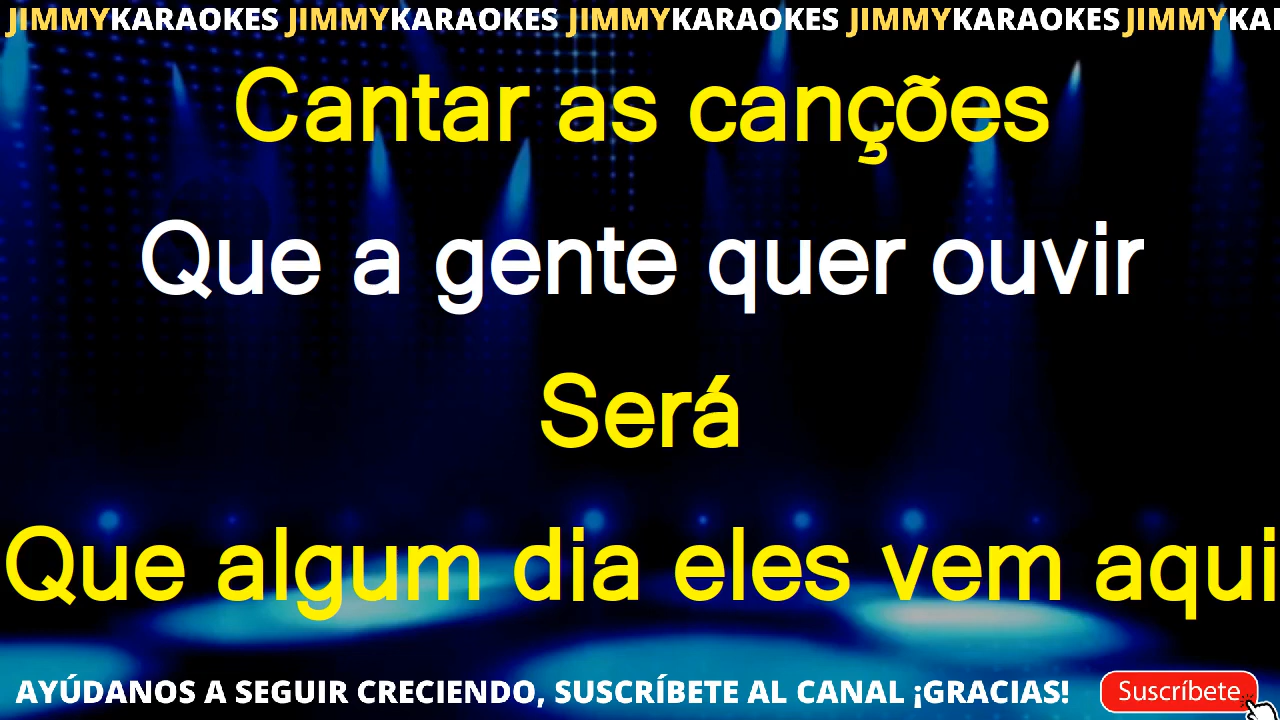 JIMMYKARAOKES JIMMYKARAOKES JIMMYKARAOKES JIMMYKARAOKES JIMMYKA
Cantar as canções
Que a gente quer ouvir
Será
Que algum dia eles vem aqui
AYÚDANOS A SEGUIR CRECIENDO, SUSCRÍBETE AL CANAL ¡GRACIAS! Suscríbete